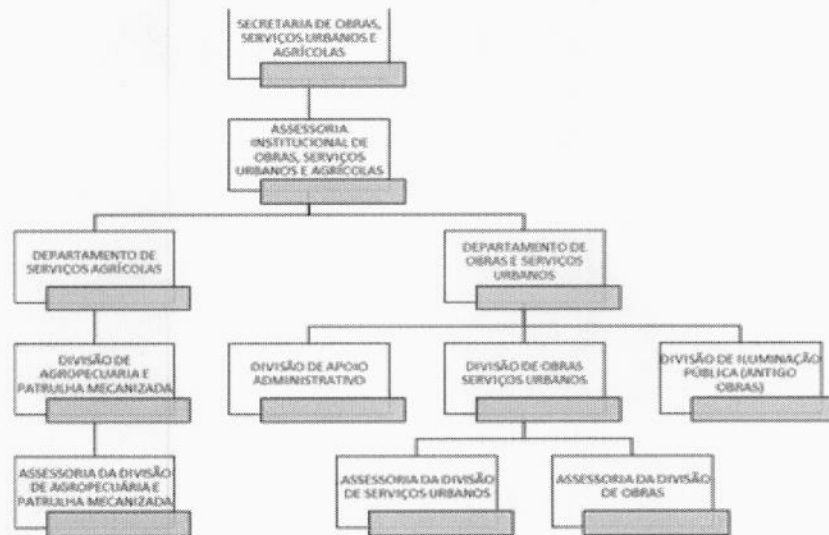 SECRETARIA DE OBRAS,
SERVIÇOS URBANOS E
AGRÍCOLAS
ASSESSORIA
INSTITUCIONAL DE
OBRAS, SERVIÇOS
URBANOS E AGRÍCOLAS
DEPARTAMENTO DE
SERVIÇOS AGRÍCOLAS
DEPARTAMENTO DE
OBRAS E SERVIÇOS
URBANOS
DIVISÃO DE
AGROPECUARIA E
PATRULHA MECANIZADA
DIVISÃO DE APOIO
ADMINISTRATIVO
DIVISÃO DE OBRAS
SERVIÇOS URBANOS
DIVISÃO DE ILUMINAÇÃO
PÚBLICA (ANTIGO
OBRAS)
ASSESSORIA DA DIVISÃO
DE AGROPECUÁRIA E
PATRULHA MECANIZADA
ASSESSORIA DA DIVISÃO
DE SERVIÇOS URBANOS
ASSESSORIA DA DIVISÃO
DE OBRAS